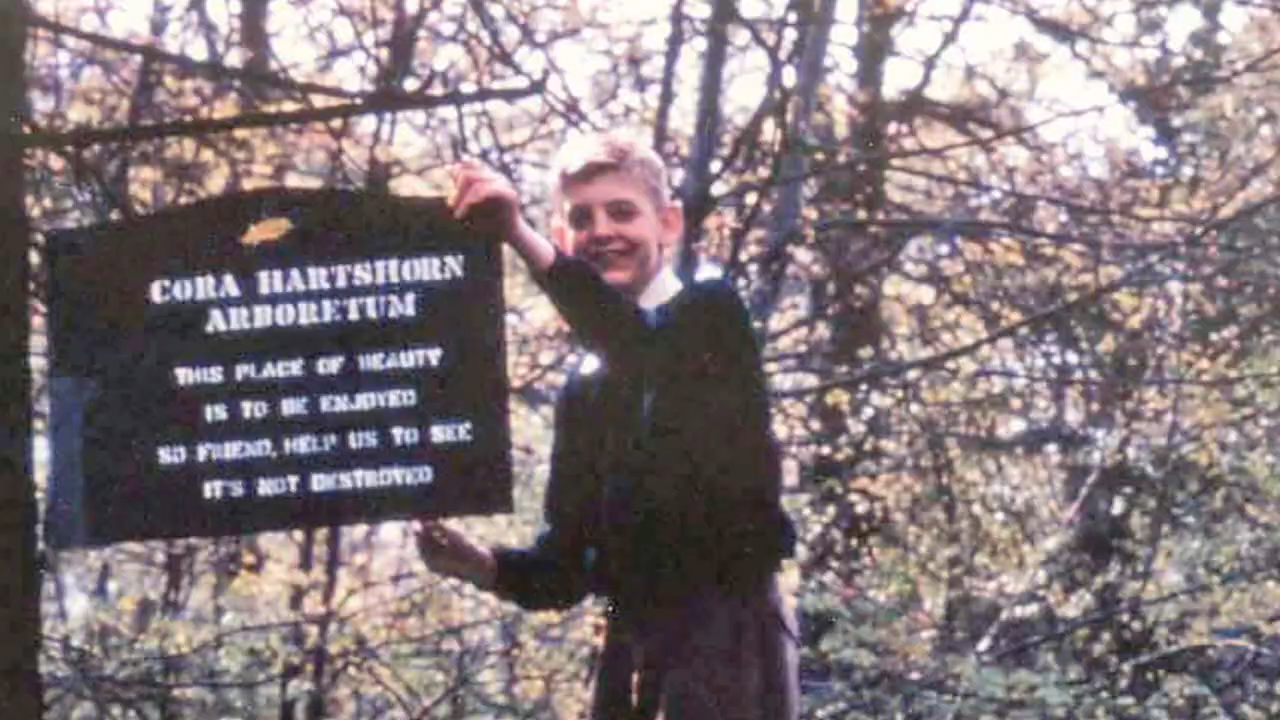 CORA HARTSHORN
ARBORETUM
THIS PLACE OF BEAUTY
IS TO BE ENJOYED
SO FRIEND, HELP US TO SEE
IT'S NOT DESTROYED